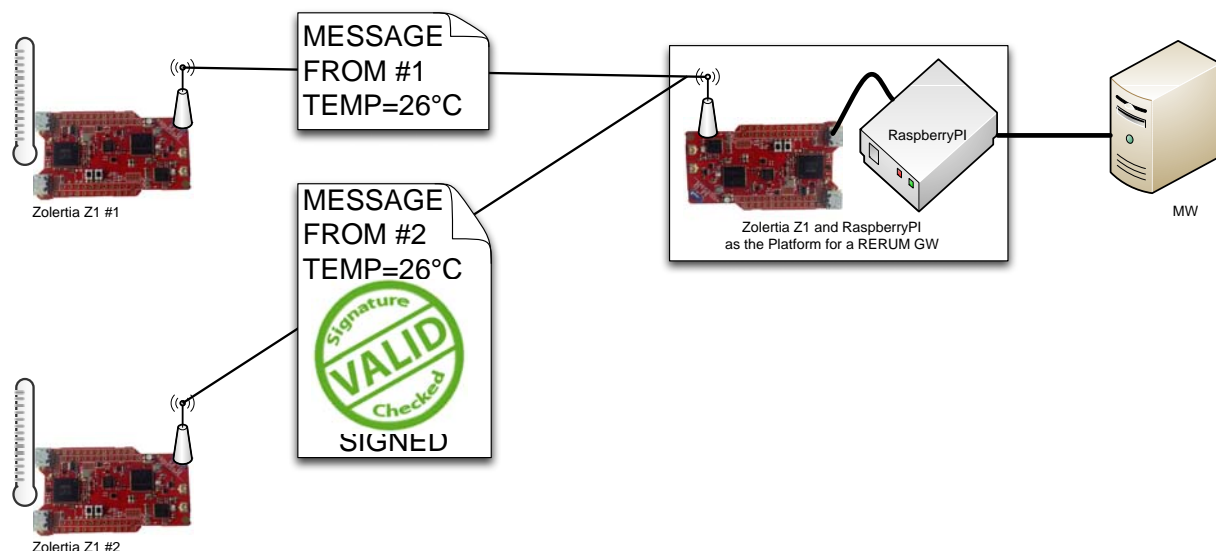 MESSAGE
FROM #1
TEMP=26°C
Zolertia Z1 #1
RaspberryPI
Zolertia Z1 and RaspberryPI
as the Platform for a RERUM GW
MW
MESSAGE
FROM #2
TEMP=26°C
Signature
VALID
Checked
SIGNED
Zolertia Z1 #2